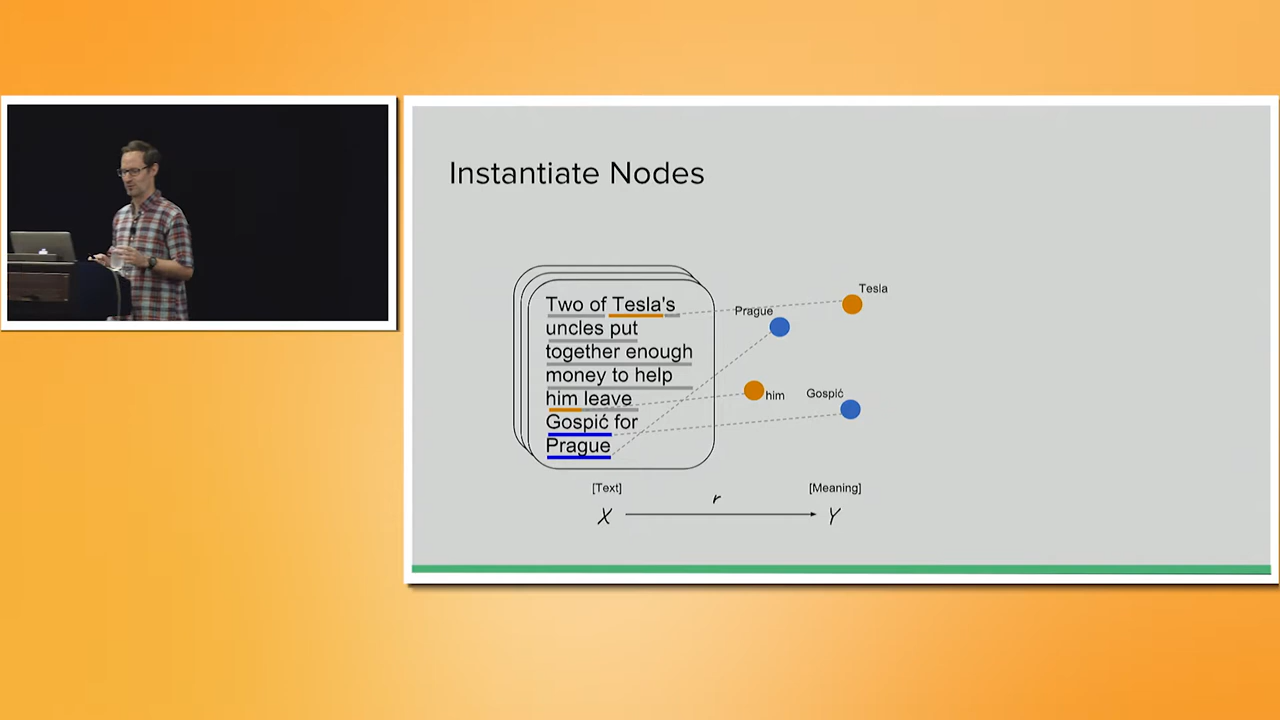 Instantiate Nodes
Two of Tesla's
uncles put
together enough
money to help
him leave
Gospić for
Prague
Tesla
Prague
him
Gospić
[Text]
r
[Meaning]
X
Y